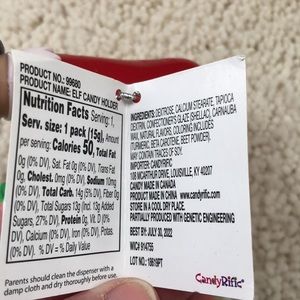 PRODUCT NO.: 99680
PRODUCT NAME: ELF CANDY HOLDER
Nutrition Facts Serving: 1,
Serv. size: 1 pack (15g), Amount
per Serving: Calories 50, Total Fat
0g (0% DV), Sat. Fat 0g (0% DV), Trans
Fat 0g, Cholest. 0mg (0% DV), Sodium 10mg
(0% DV), Total Carb. 14g (5% DV), Fiber 0g
(0% DV), Total Sugars 13g (Incl. 13g Added
Sugars, 27% DV), Protein 0g, Vit. D (0%
DV), Calcium (0% DV), Iron (0% DV), Potas.
(0% DV). % DV = % Daily Value
Parents should clean the dispenser with a
damp cloth and dry thoroughly before use.
INGREDIENTS: DEXTROSE, CALCIUM STEARATE, TAPIOCA
DEXTRIN, CONFECTIONER'S GLAZE (SHELLAC), CARNAUBA
WAX, NATURAL FLAVORS, COLORING INCLUDES
(TURMERIC, BETA CAROTENE, BEET POWDER).
MAY CONTAIN TRACES OF SOY.
IMPORTER: CANDYRIFIC
108 MCARTHUR DRIVE, LOUISVILLE, KY 40207
CANDY MADE IN CANADA
PRODUCT MADE IN CHINA www.candyrific.com
STORE IN A COOL DRY PLACE.
PARTIALLY PRODUCED WITH GENETIC ENGINEERING
BEST BY: JULY 30, 2022
WIC# 914755
LOT NO.: 18619PT
CandyRific